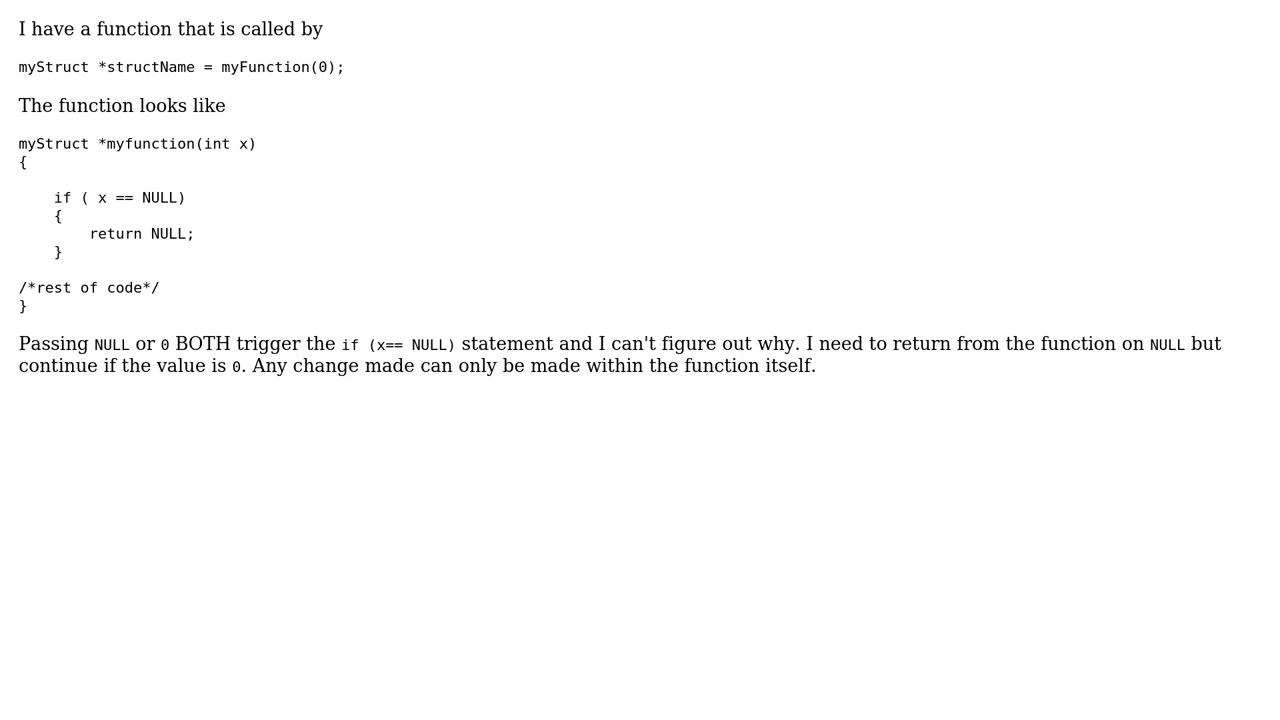 I have a function that is called by
myStruct *structName = myFunction(0);
The function looks like
myStruct *myfunction(int x)
{
    if ( x == NULL)
    {
        return NULL;
    }
/*rest of code*/
}
Passing NULL or 0 BOTH trigger the if (x== NULL) statement and I can't figure out why. I need to return from the function on NULL but
continue if the value is 0. Any change made can only be made within the function itself.